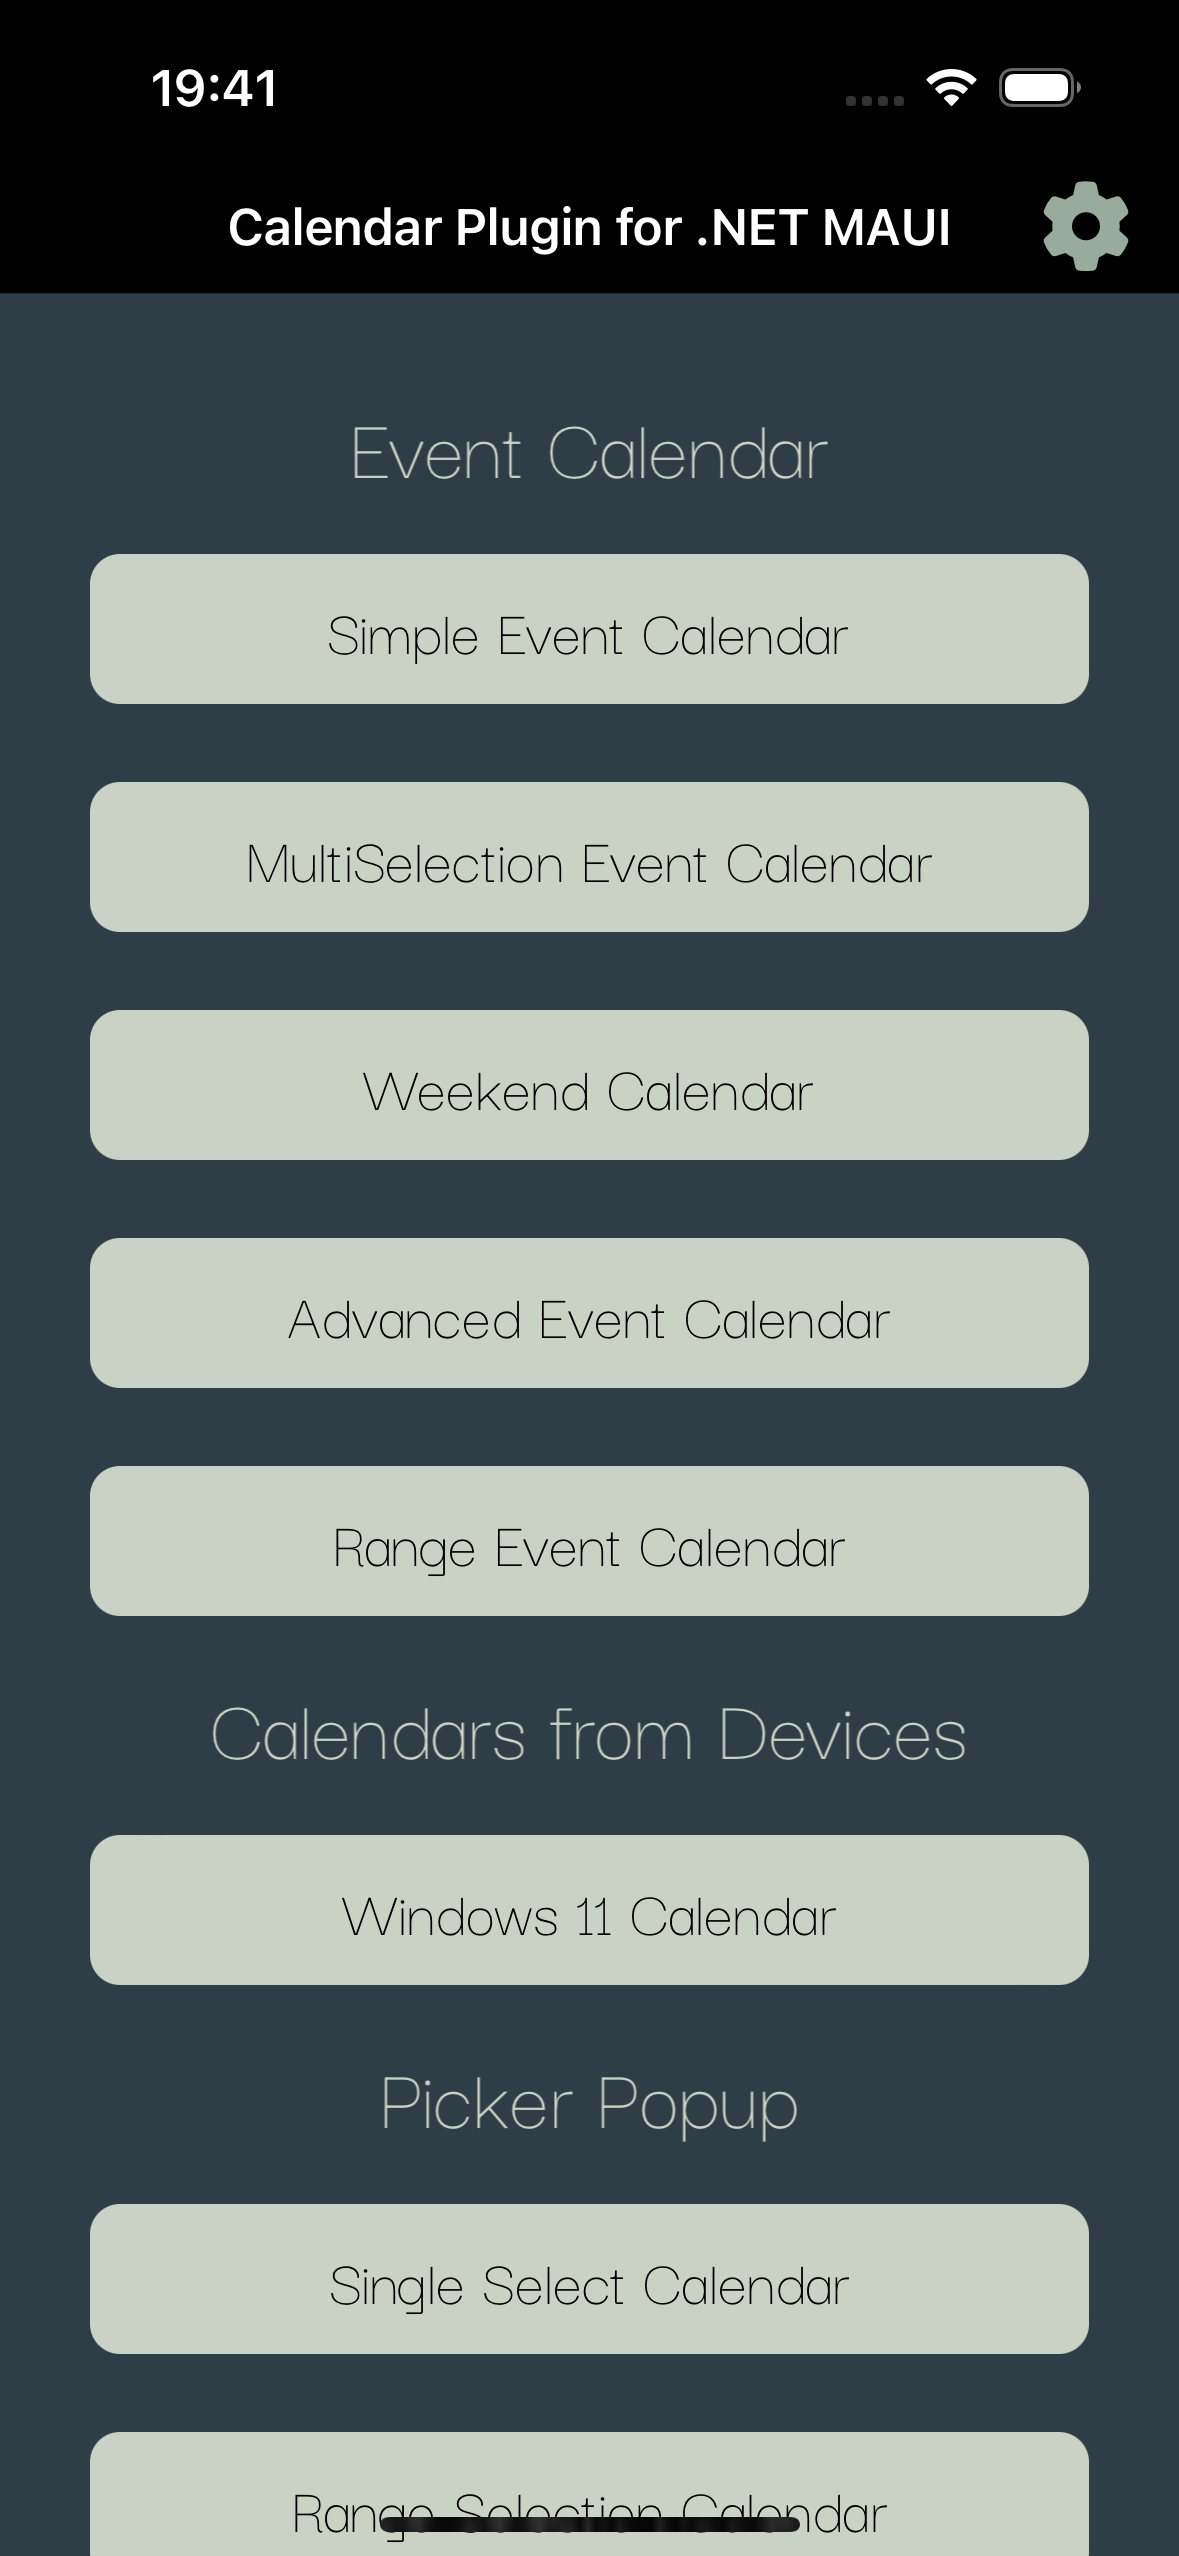 19:41
Calendar Plugin for .NET MAUI
Event Calendar
Simple Event Calendar
MultiSelection Event Calendar
Weekend Calendar
Advanced Event Calendar
Range Event Calendar
Calendars from Devices
Windows 11 Calendar
Picker Popup
Single Select Calendar
Range Selection Calendar